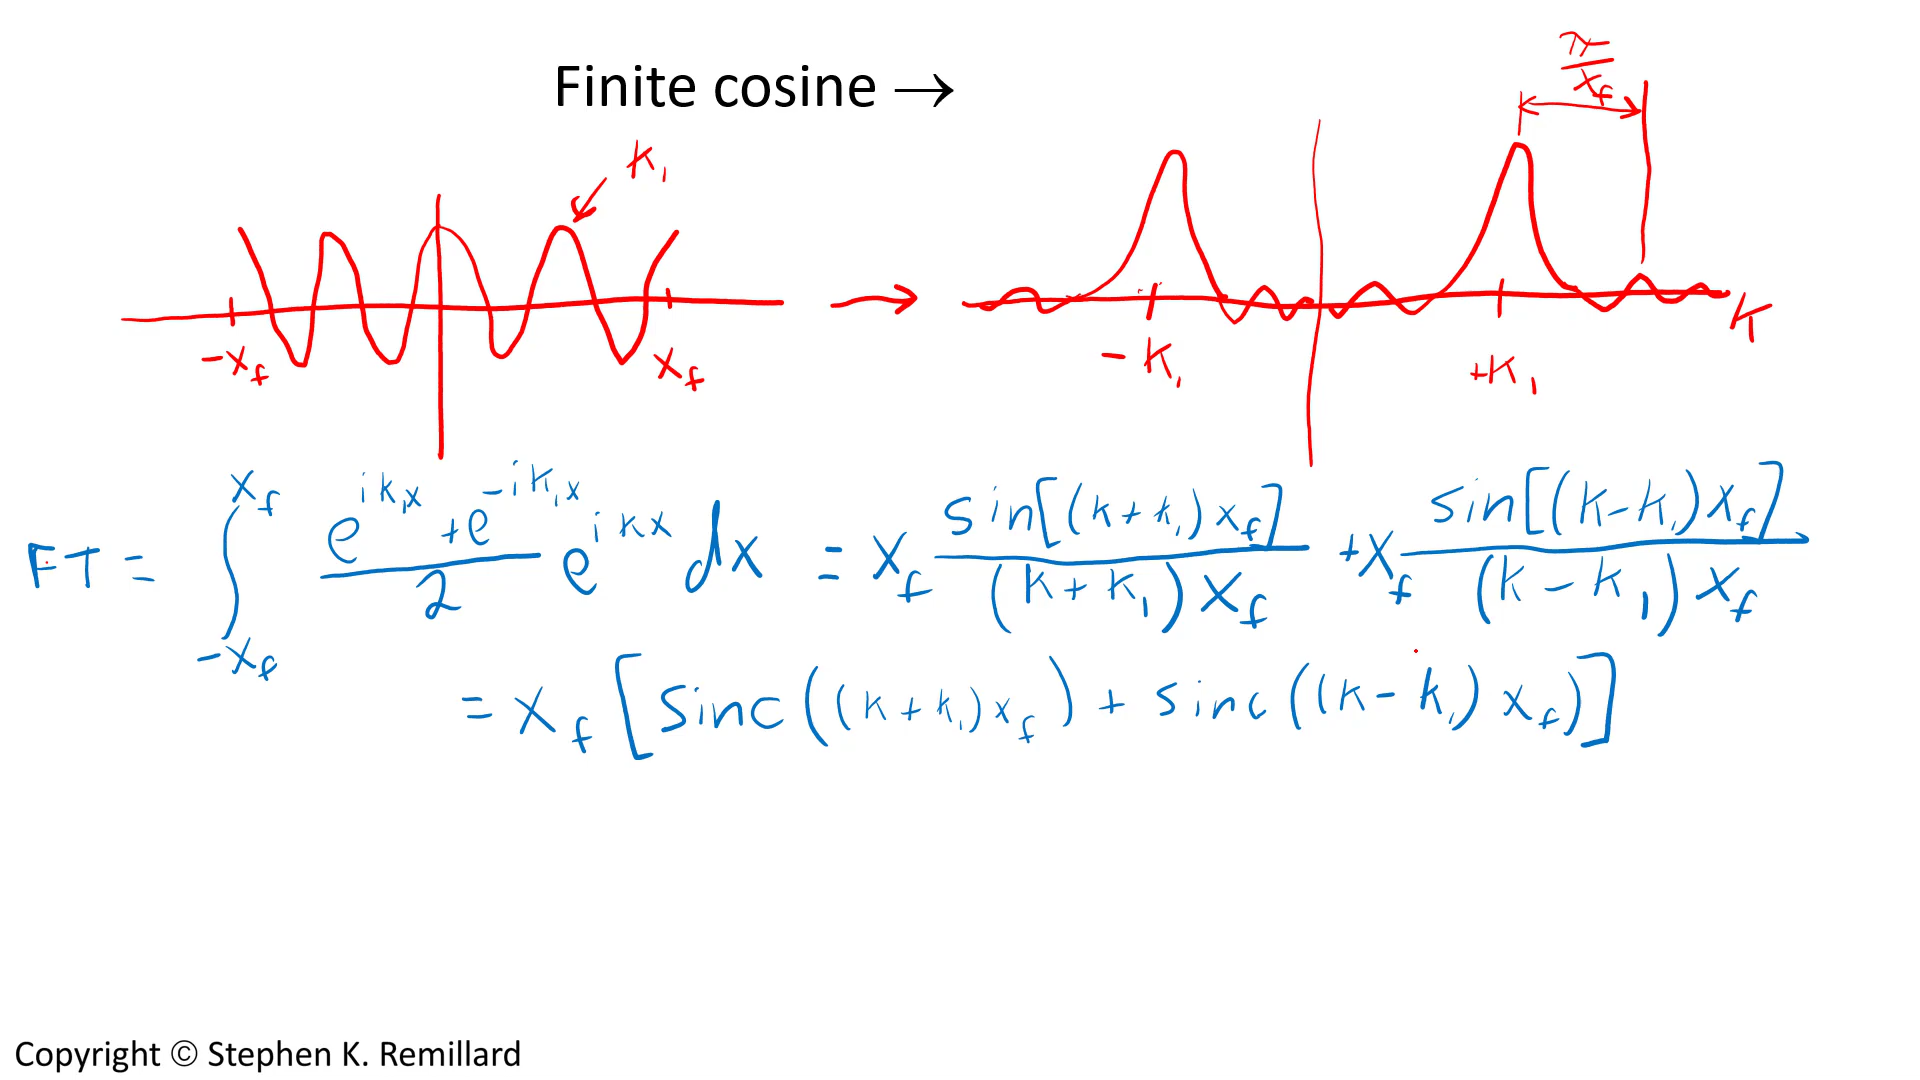 Finite cosine →
π/x_f
k₁
-x_f
x_f
-k₁
+k₁
k
FT = ∫_{-x_f}^{x_f} (e^{ik₁x} + e^{-ik₁x})/2 e^{ikx} dx = x_f sin[(k+k₁)x_f]/((k+k₁)x_f) + x_f sin[(k-k₁)x_f]/((k-k₁)x_f)
= x_f [sinc((k+k₁)x_f) + sinc((k-k₁)x_f)]
Copyright © Stephen K. Remillard